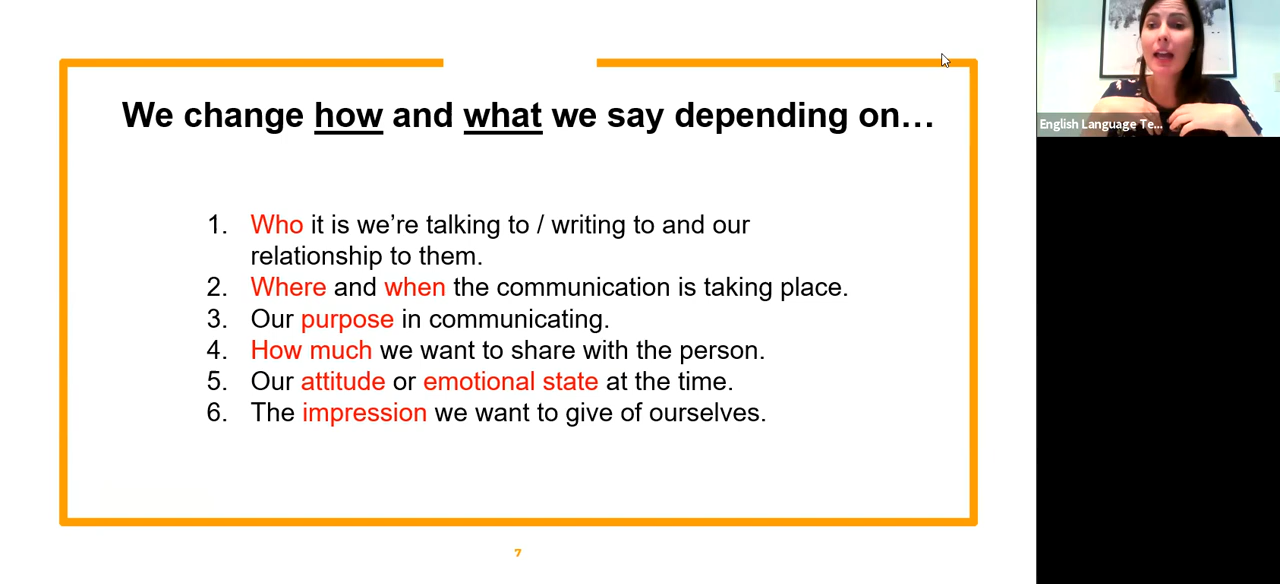 We change how and what we say depending on…
1. Who it is we’re talking to / writing to and our
relationship to them.
2. Where and when the communication is taking place.
3. Our purpose in communicating.
4. How much we want to share with the person.
5. Our attitude or emotional state at the time.
6. The impression we want to give of ourselves.
7
English Language Te...